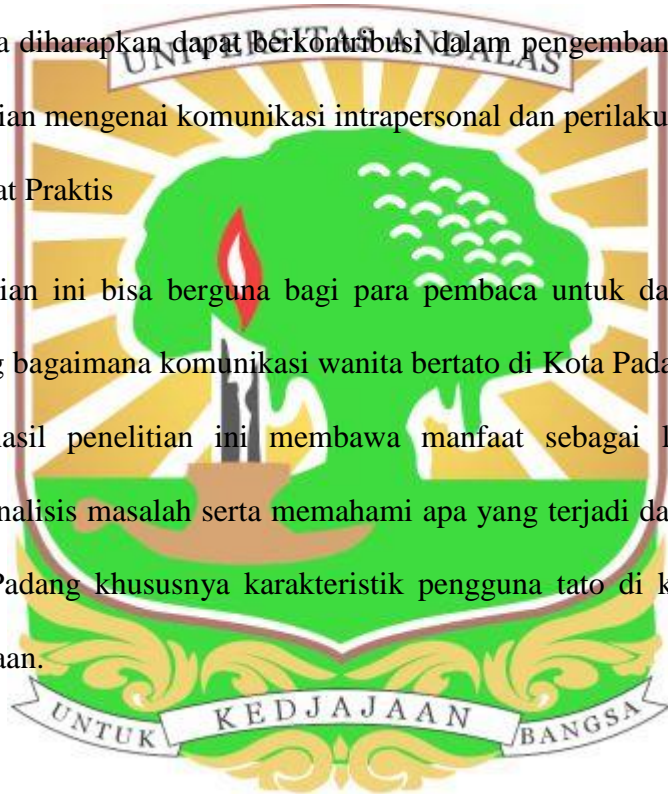 a diharapkan dapat berkontribusi dalam pengemban
UNIVERSITAS ANDALAS
ian mengenai komunikasi intrapersonal dan perilaku
at Praktis
ian ini bisa berguna bagi para pembaca untuk da
g bagaimana komunikasi wanita bertato di Kota Pada
asil penelitian ini membawa manfaat sebagai
nalisis masalah serta memahami apa yang terjadi da
Padang khususnya karakteristik pengguna tato di k
aan.
UNTUK KEDJAJAAN BANGSA